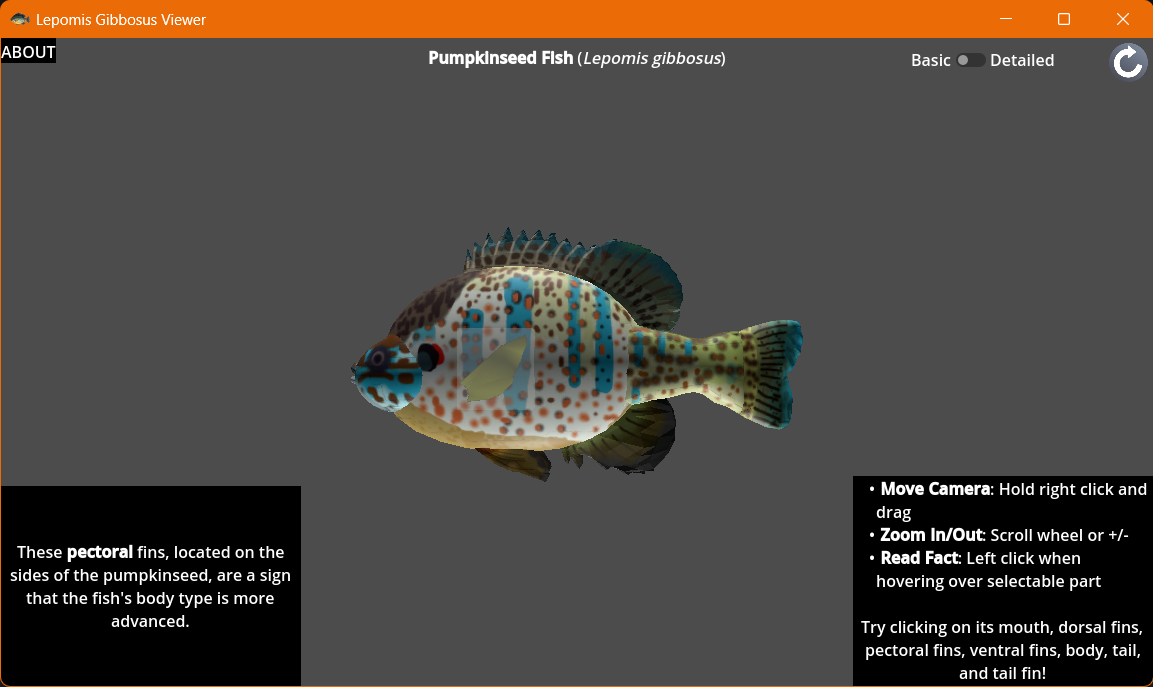 Lepomis Gibbosus Viewer
ABOUT
Pumpkinseed Fish (Lepomis gibbosus)
Basic
Detailed
These pectoral fins, located on the
sides of the pumpkinseed, are a sign
that the fish's body type is more
advanced.
• Move Camera: Hold right click and
drag
• Zoom In/Out: Scroll wheel or +/-
• Read Fact: Left click when
hovering over selectable part
Try clicking on its mouth, dorsal fins,
pectoral fins, ventral fins, body, tail,
and tail fin!